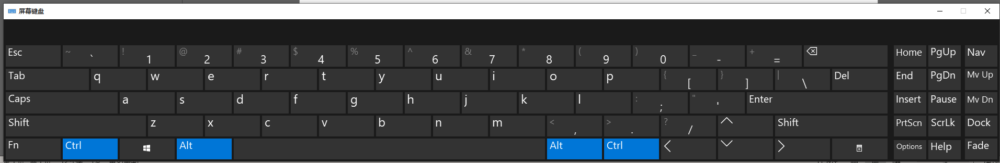 屏幕键盘
Esc ~ ` ! 1 @ 2 # 3 $ 4 % 5 ^ 6 & 7 * 8 ( 9 ) 0 _ - + = Home PgUp Nav
Tab q w e r t y u i o p { [ } ] | \ Del End PgDn Mv Up
Caps a s d f g h j k l : ; " ' Enter Insert Pause Mv Dn
Shift z x c v b n m < , > . ? / Shift PrtScn ScrLk Dock
Fn Ctrl Alt Alt Ctrl Options Help Fade